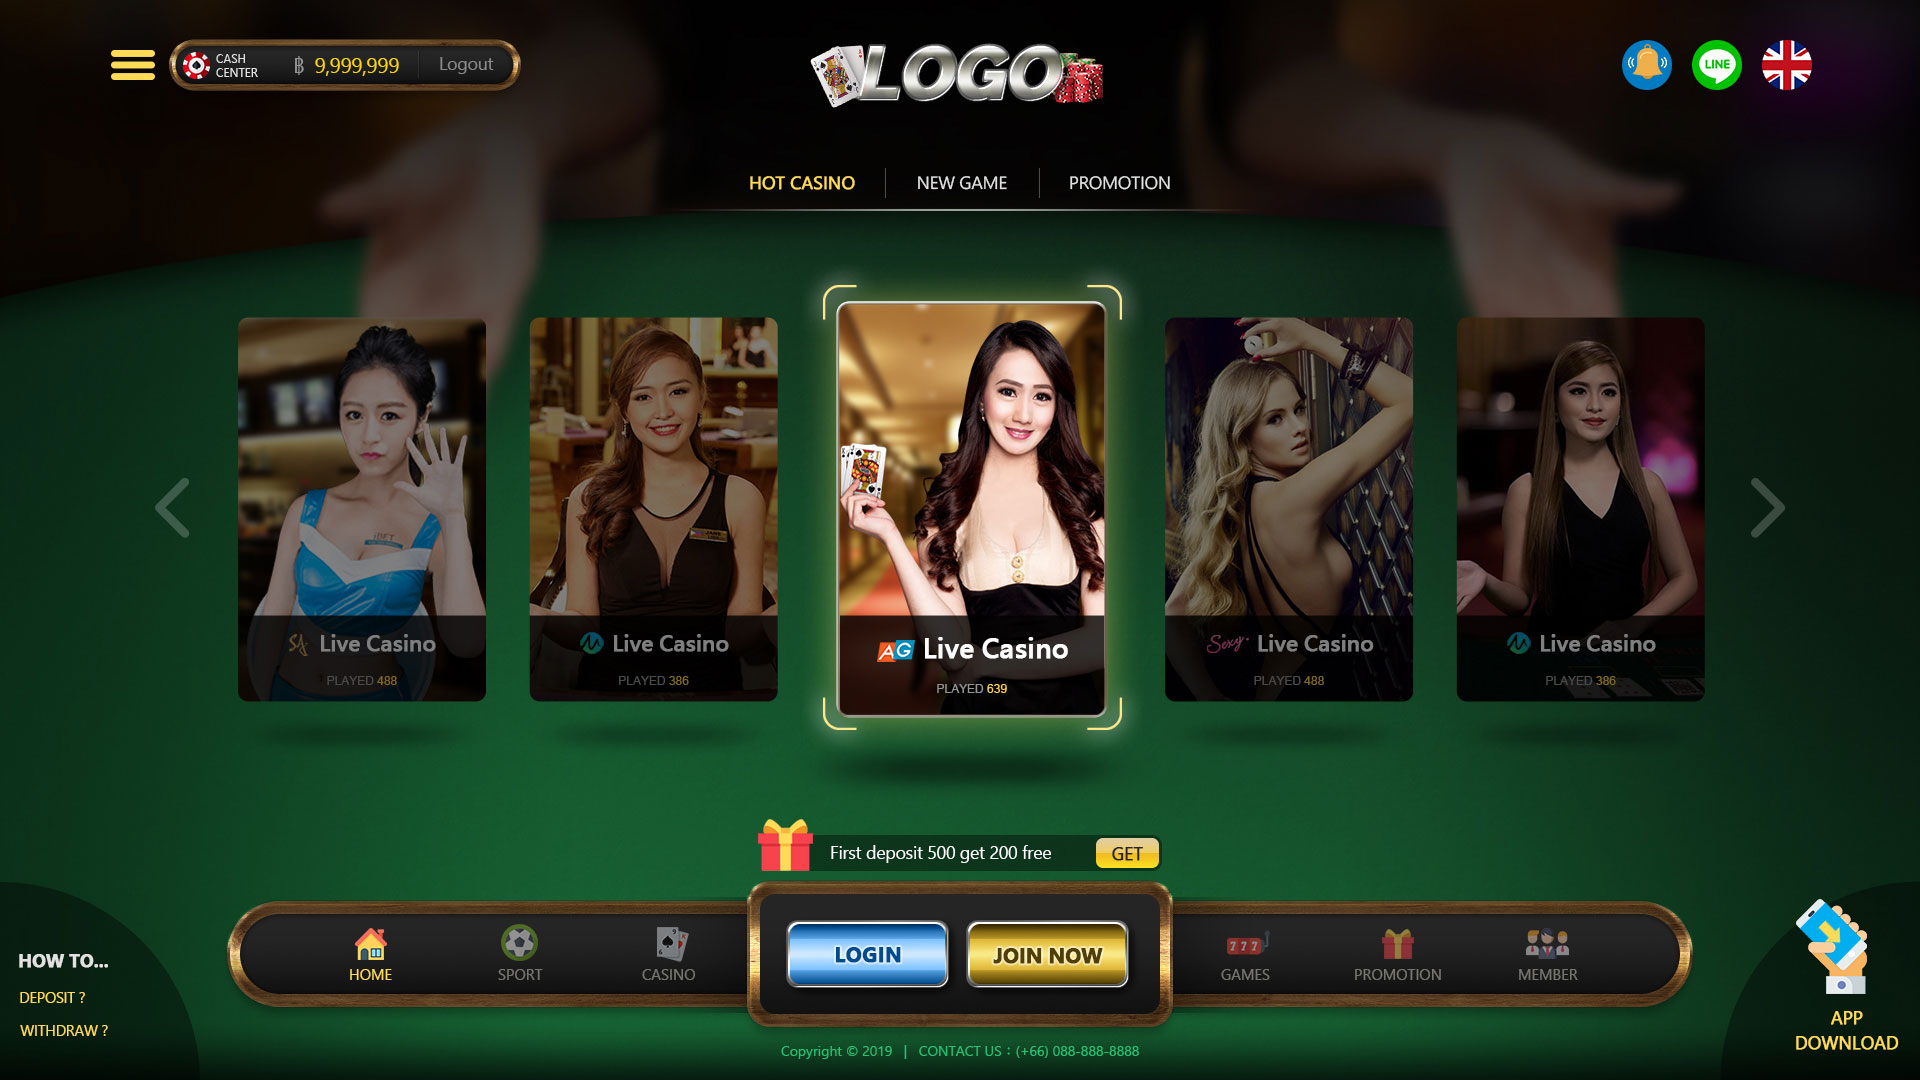 CASH
CENTER
฿ 9,999,999
Logout
LOGO
LINE
HOT CASINO
NEW GAME
PROMOTION
iBET
SA Live Casino
PLAYED 488
Live Casino
PLAYED 386
AG Live Casino
PLAYED 639
Sexy Live Casino
PLAYED 488
Live Casino
PLAYED 386
First deposit 500 get 200 free
GET
HOW TO...
DEPOSIT ?
WITHDRAW ?
HOME
SPORT
CASINO
LOGIN
JOIN NOW
777
GAMES
PROMOTION
MEMBER
APP
DOWNLOAD
Copyright © 2019 | CONTACT US : (+66) 088-888-8888